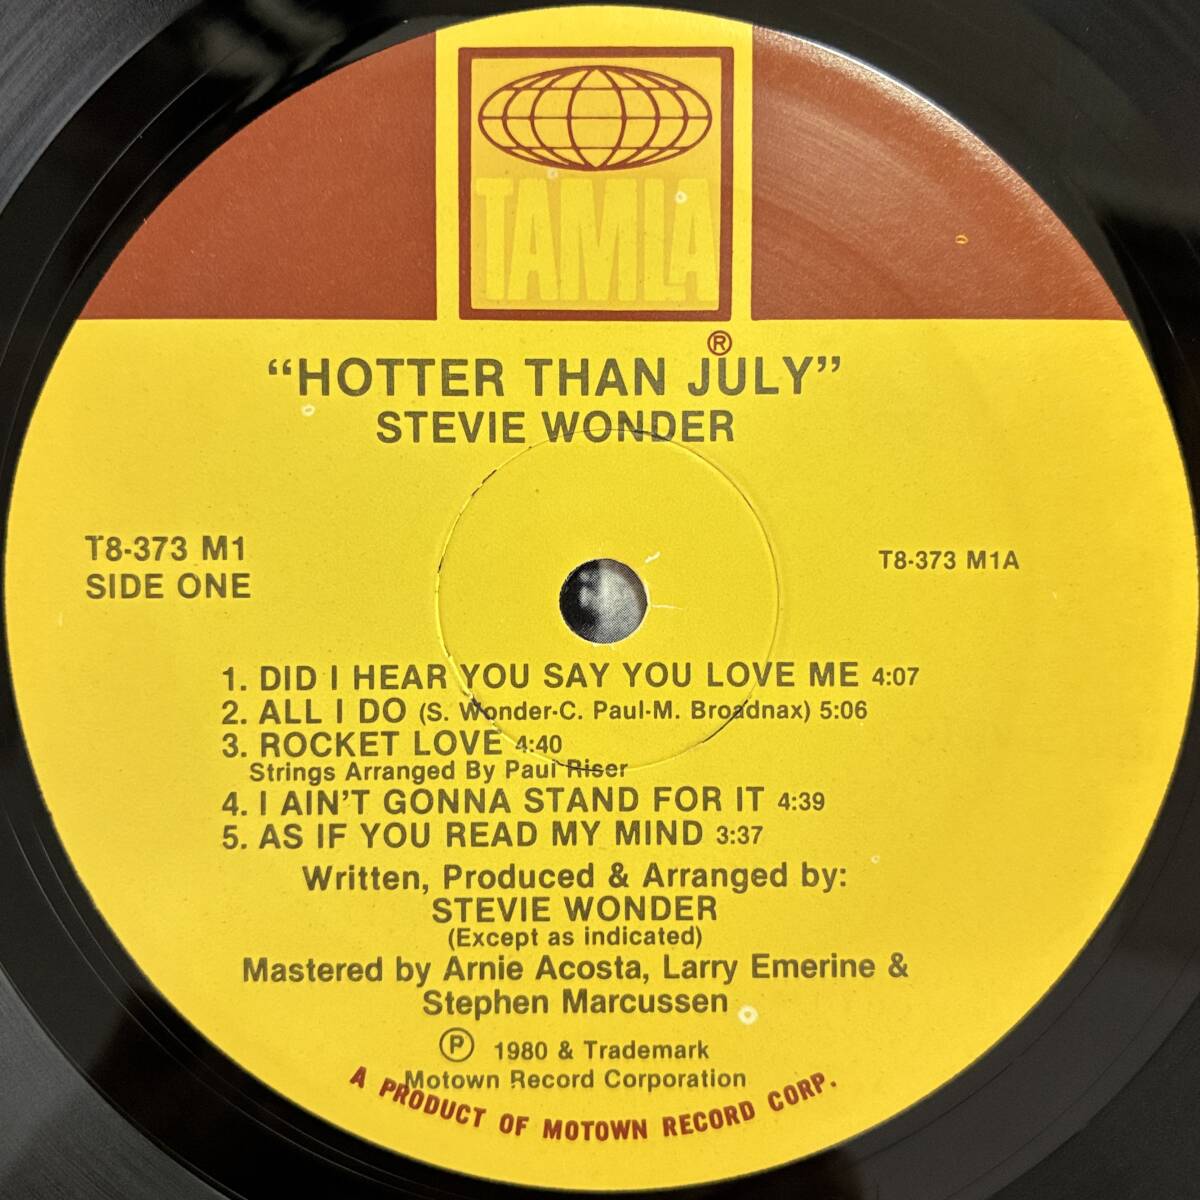 TAMLA
®
“HOTTER THAN JULY”
STEVIE WONDER
T8-373 M1
SIDE ONE
T8-373 M1A
1. DID I HEAR YOU SAY YOU LOVE ME 4:07
2. ALL I DO (S. Wonder-C. Paul-M. Broadnax) 5:06
3. ROCKET LOVE 4:40
Strings Arranged By Paul Riser
4. I AIN'T GONNA STAND FOR IT 4:39
5. AS IF YOU READ MY MIND 3:37
Written, Produced & Arranged by:
STEVIE WONDER
(Except as indicated)
Mastered by Arnie Acosta, Larry Emerine &
Stephen Marcussen
℗ 1980 & Trademark
Motown Record Corporation
A PRODUCT OF MOTOWN RECORD CORP.